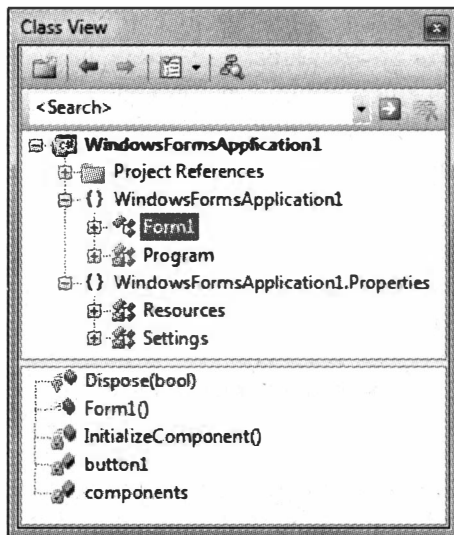 Class View
<Search>
WindowsFormsApplication1
Project References
{} WindowsFormsApplication1
Form1
Program
{} WindowsFormsApplication1.Properties
Resources
Settings
Dispose(bool)
Form1()
InitializeComponent()
button1
components